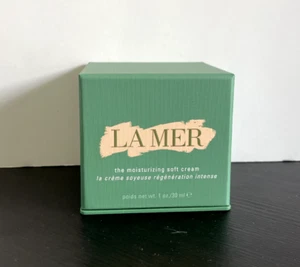 LA MER
the moisturizing soft cream
la crème soyeuse régénération intense
poids net wt. 1 oz./30 ml ℮